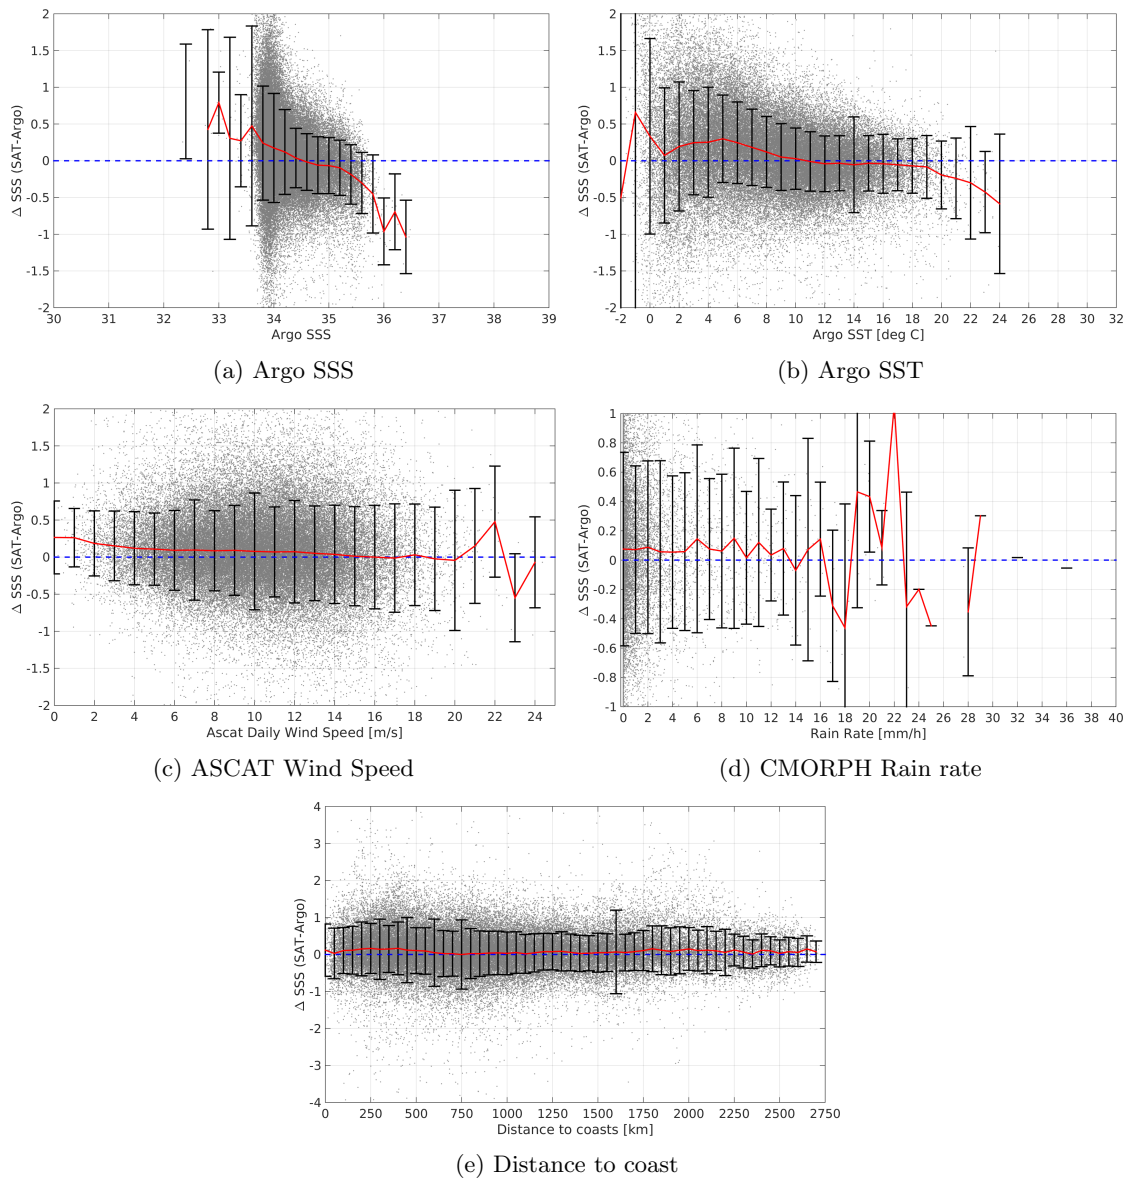 2
1.5
1
0.5
0
-0.5
-1
-1.5
-2
Δ SSS (SAT-Argo)
30 31 32 33 34 35 36 37 38 39
Argo SSS
(a) Argo SSS
2
1.5
1
0.5
0
-0.5
-1
-1.5
-2
Δ SSS (SAT-Argo)
-2 0 2 4 6 8 10 12 14 16 18 20 22 24 26 28 30 32
Argo SST [deg C]
(b) Argo SST
2
1.5
1
0.5
0
-0.5
-1
-1.5
-2
Δ SSS (SAT-Argo)
0 2 4 6 8 10 12 14 16 18 20 22 24
Ascat Daily Wind Speed [m/s]
(c) ASCAT Wind Speed
1
0.8
0.6
0.4
0.2
0
-0.2
-0.4
-0.6
-0.8
-1
Δ SSS (SAT-Argo)
0 2 4 6 8 10 12 14 16 18 20 22 24 26 28 30 32 34 36 38 40
Rain Rate [mm/h]
(d) CMORPH Rain rate
4
3
2
1
0
-1
-2
-3
-4
Δ SSS (SAT-Argo)
0 250 500 750 1000 1250 1500 1750 2000 2250 2500 2750
Distance to coasts [km]
(e) Distance to coast